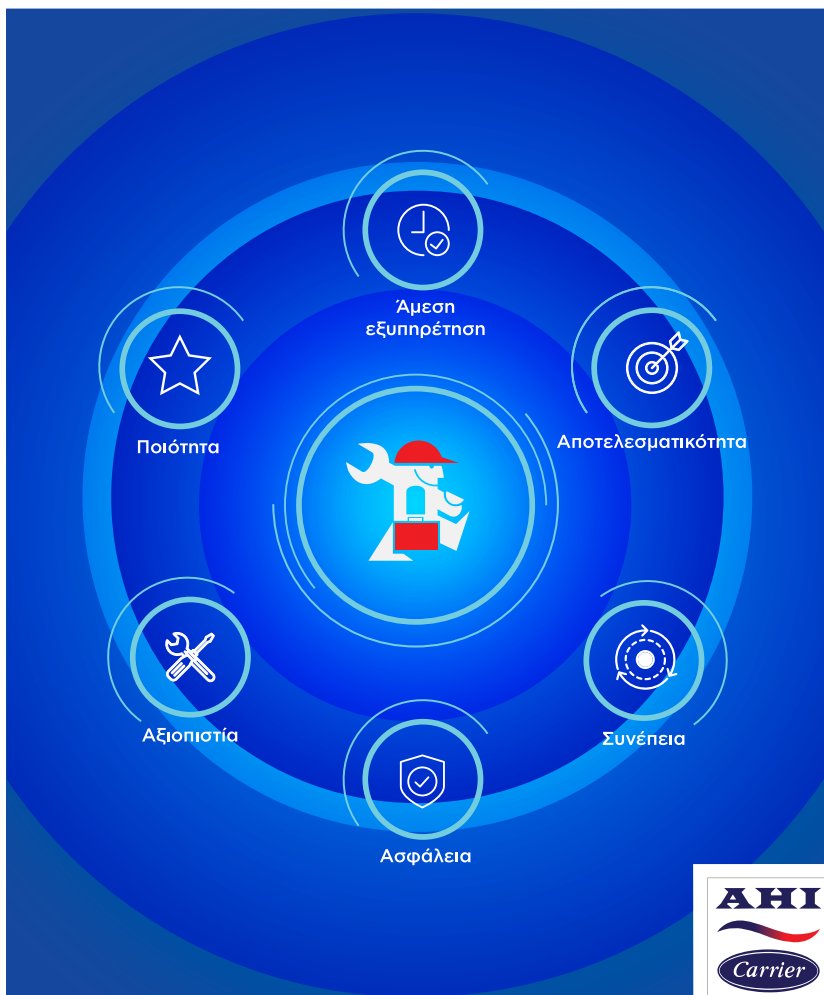 Άμεση
εξυπηρέτηση
Ποιότητα
Αποτελεσματικότητα
Αξιοπιστία
Συνέπεια
Ασφάλεια
AHI
Carrier